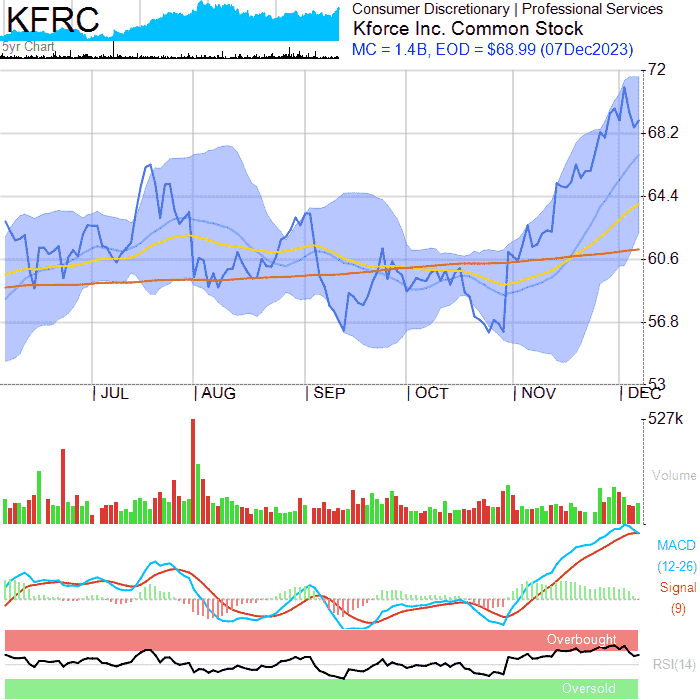 KFRC
5yr Chart
Consumer Discretionary | Professional Services
Kforce Inc. Common Stock
MC = 1.4B, EOD = $68.99 (07Dec2023)
72
68.2
64.4
60.6
56.8
53
JUL AUG SEP OCT NOV DEC
527k
Volume
MACD
(12-26)
Signal
(9)
Overbought
RSI(14)
Oversold